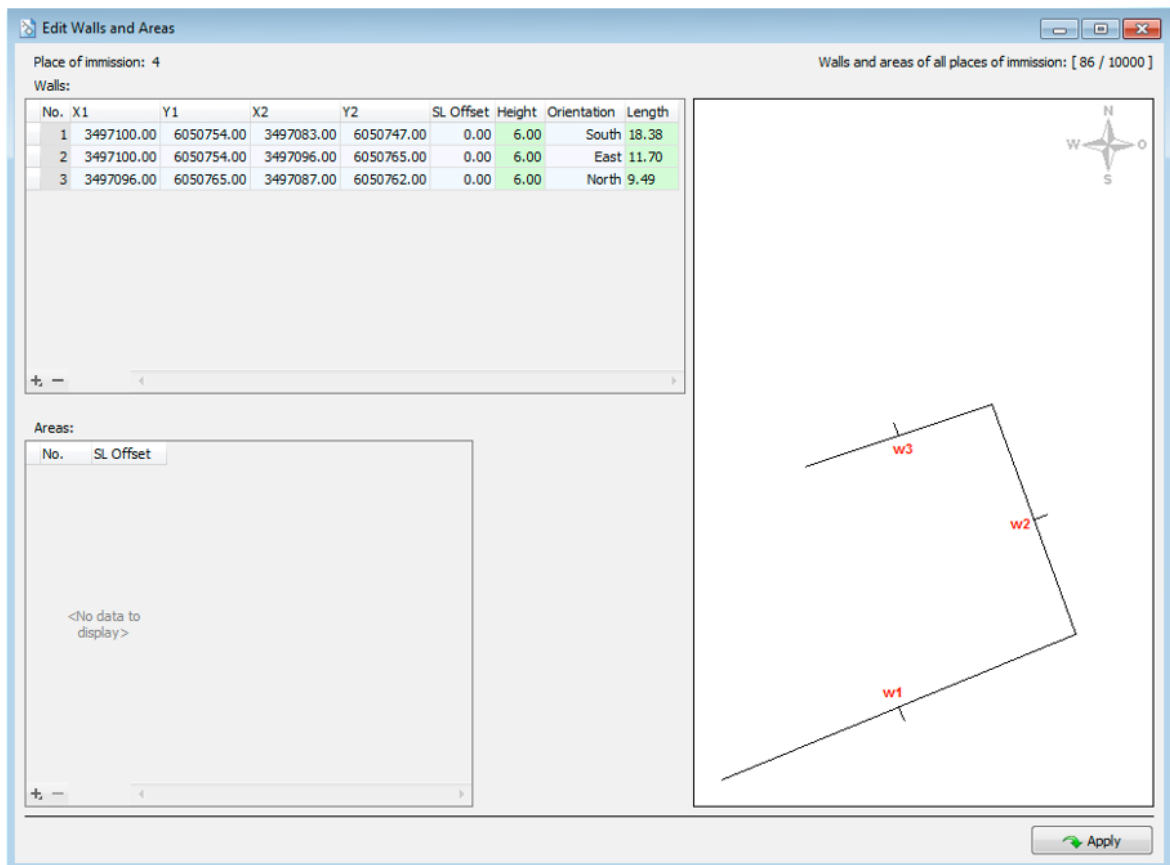 Edit Walls and Areas
Place of immission: 4
Walls and areas of all places of immission: [ 86 / 10000 ]
Walls:
No. X1 Y1 X2 Y2 SL Offset Height Orientation Length
1 3497100.00 6050754.00 3497083.00 6050747.00 0.00 6.00 South 18.38
2 3497100.00 6050754.00 3497096.00 6050765.00 0.00 6.00 East 11.70
3 3497096.00 6050765.00 3497087.00 6050762.00 0.00 6.00 North 9.49
N
W O
S
w3
w2
w1
Areas:
No. SL Offset
<No data to
display>
Apply